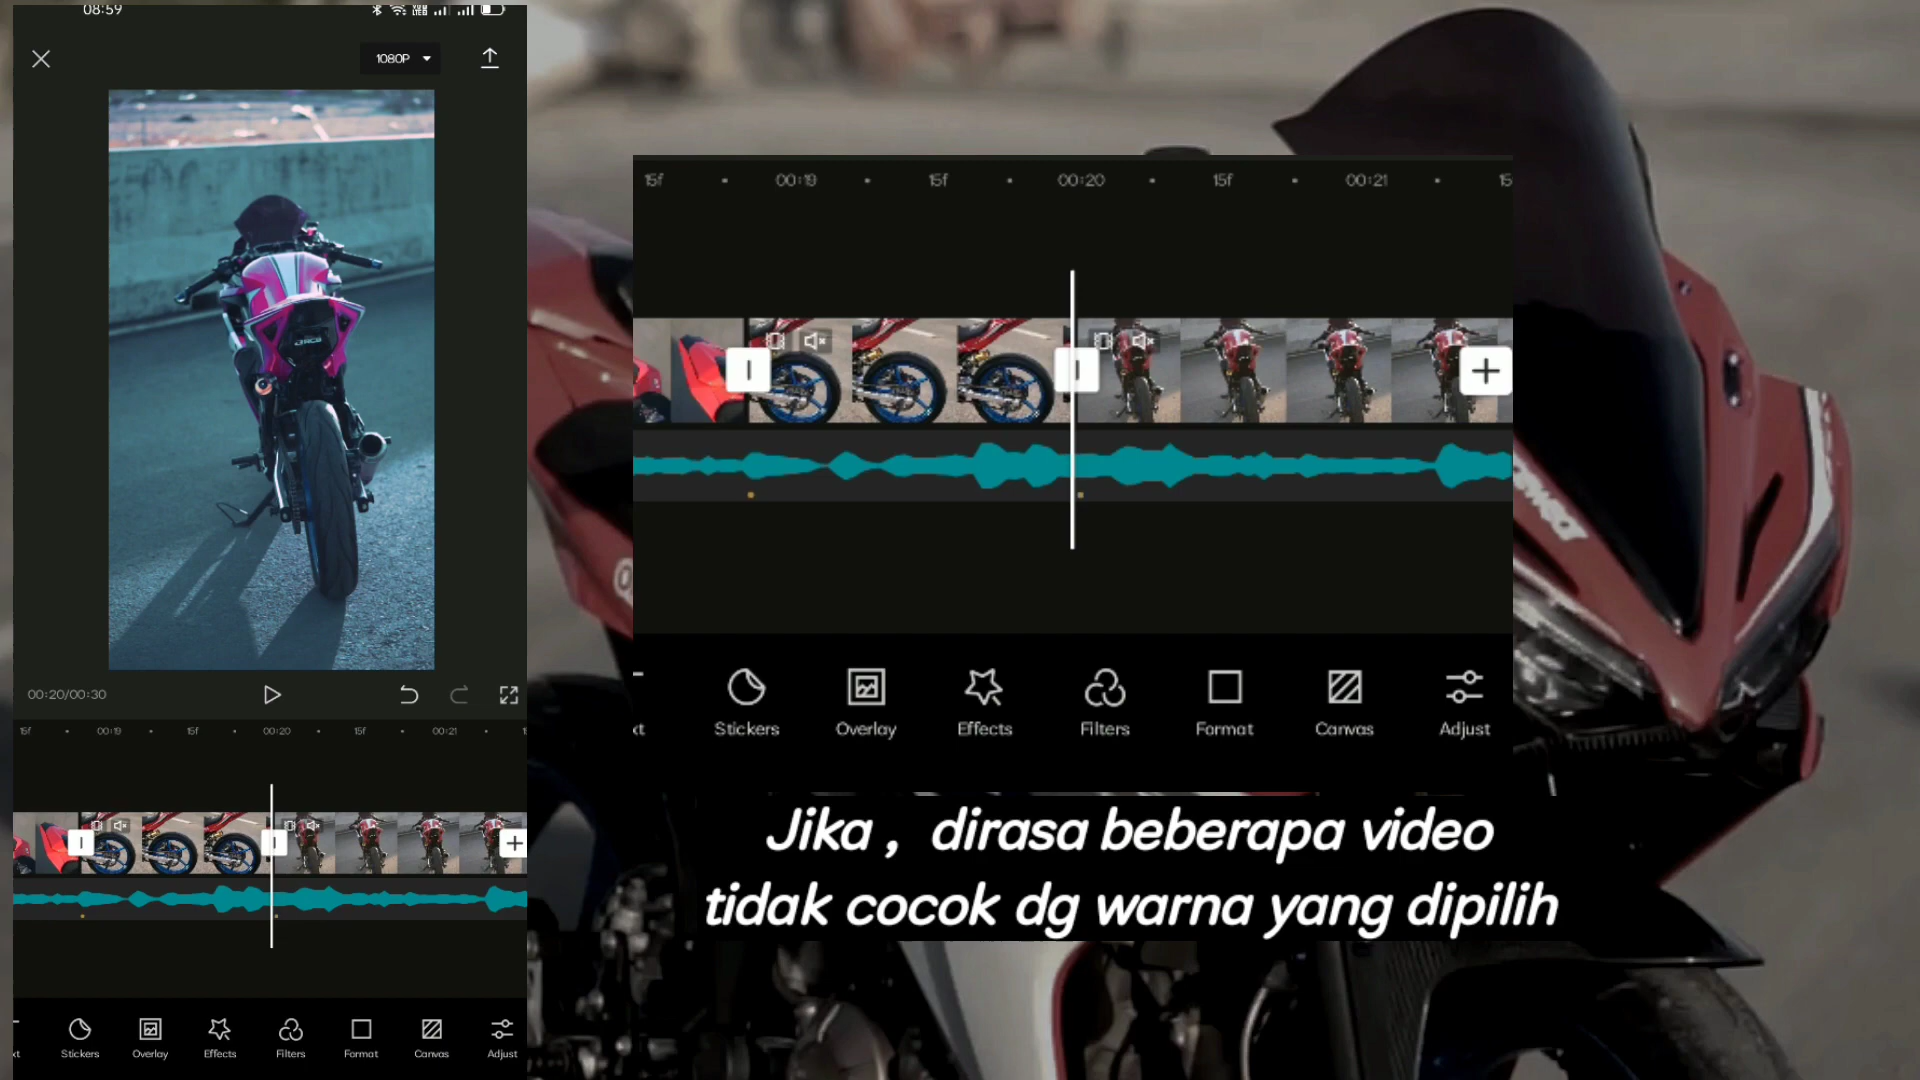 08:59
1080P
00:20/00:30
15f 00:19 15f 00:20 15f 00:21
Stickers Overlay Effects Filters Format Canvas Adjust
15f 00:19 15f 00:20 15f 00:21 15
xt Stickers Overlay Effects Filters Format Canvas Adjust
Jika , dirasa beberapa video
tidak cocok dg warna yang dipilih